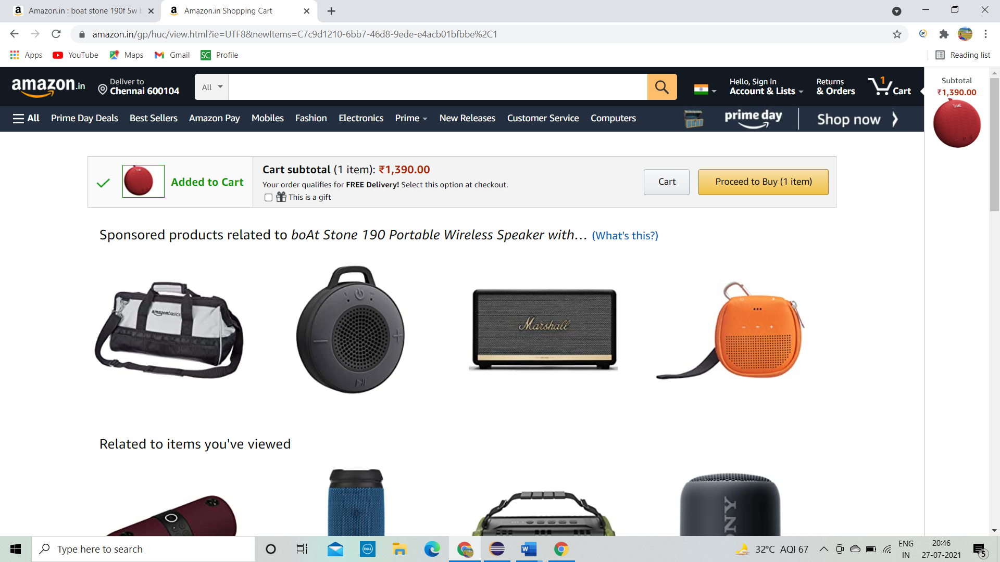 Amazon.in : boat stone 190f 5w b
Amazon.in Shopping Cart
amazon.in/gp/huc/view.html?ie=UTF8&newItems=C7c9d1210-6bb7-46d8-9ede-e4acb01bfbbe%2C1
Apps
YouTube
Maps
Gmail
SC
Profile
Reading list
amazon.in
Deliver to
Chennai 600104
All
Hello, Sign in
Account & Lists
Returns
& Orders
1
Cart
Subtotal
₹1,390.00
boAt
All
Prime Day Deals
Best Sellers
Amazon Pay
Mobiles
Fashion
Electronics
Prime
New Releases
Customer Service
Computers
prime day
Shop now
Added to Cart
Cart subtotal (1 item): ₹1,390.00
Your order qualifies for FREE Delivery! Select this option at checkout.
This is a gift
Cart
Proceed to Buy (1 item)
Sponsored products related to boAt Stone 190 Portable Wireless Speaker with… (What's this?)
amazonbasics
Marshall
Related to items you've viewed
SONY
Type here to search
DELL
W
32°C AQI 67
ENG
IN
20:46
27-07-2021
5